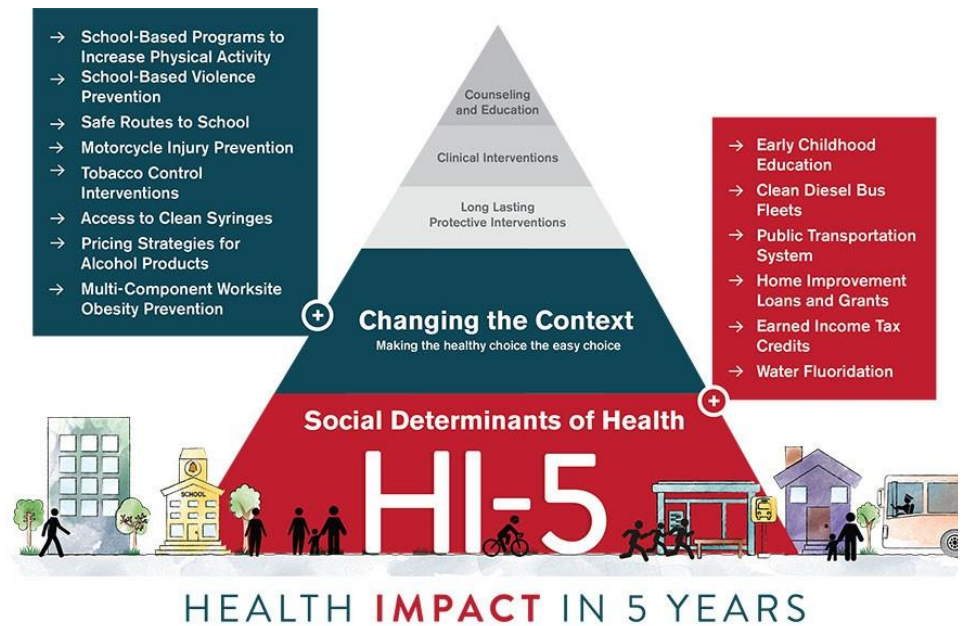 → School-Based Programs to
Increase Physical Activity
→ School-Based Violence
Prevention
→ Safe Routes to School
→ Motorcycle Injury Prevention
→ Tobacco Control
Interventions
→ Access to Clean Syringes
→ Pricing Strategies for
Alcohol Products
→ Multi-Component Worksite
Obesity Prevention
Counseling
and Education
Clinical Interventions
Long Lasting
Protective Interventions
Changing the Context
Making the healthy choice the easy choice
→ Early Childhood
Education
→ Clean Diesel Bus
Fleets
→ Public Transportation
System
→ Home Improvement
Loans and Grants
→ Earned Income Tax
Credits
→ Water Fluoridation
Social Determinants of Health
HI-5
SCHOOL
HEALTH IMPACT IN 5 YEARS